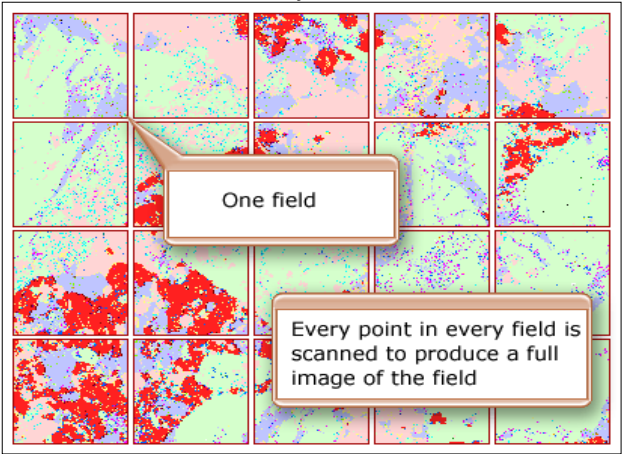 One field
Every point in every field is
scanned to produce a full
image of the field